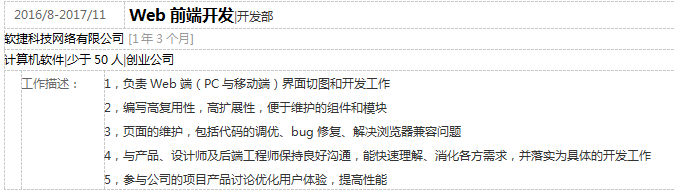 2016/8-2017/11 Web 前端开发|开发部
软捷科技网络有限公司 [1 年 3 个月]
计算机软件|少于 50 人|创业公司
工作描述： 1，负责 Web 端（PC 与移动端）界面切图和开发工作
2，编写高复用性，高扩展性，便于维护的组件和模块
3，页面的维护，包括代码的调优、bug 修复、解决浏览器兼容问题
4，与产品、设计师及后端工程师保持良好沟通，能快速理解、消化各方需求，并落实为具体的开发工作
5，参与公司的项目产品讨论优化用户体验，提高性能